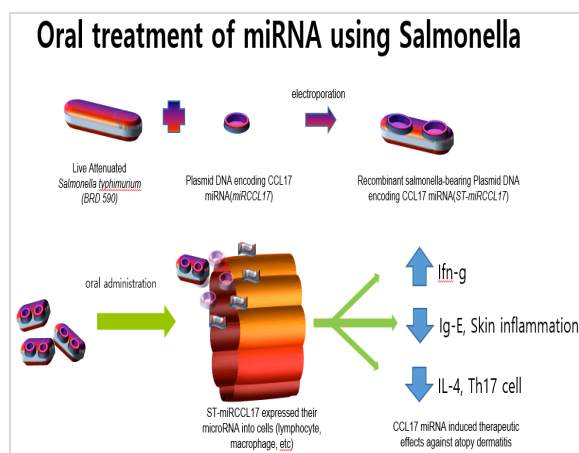 Oral treatment of miRNA using Salmonella
electroporation
Live Attenuated
Salmonella typhimurium
(BRD 590)
Plasmid DNA encoding CCL17
miRNA(miRCCL17)
Recombinant salmonella-bearing Plasmid DNA
encoding CCL17 miRNA(ST-miRCCL17)
oral administration
Ifn-g
Ig-E, Skin inflammation
IL-4, Th17 cell
ST-miRCCL17 expressed their
microRNA into cells (lymphocyte,
macrophage, etc)
CCL17 miRNA induced therapeutic
effects against atopy dermatitis